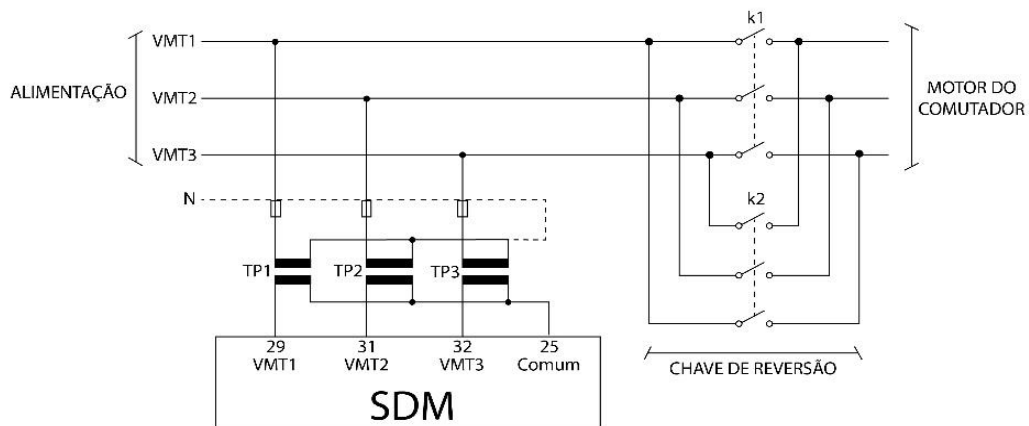 k1
VMT1
ALIMENTAÇÃO
VMT2
MOTOR DO
COMUTADOR
VMT3
N
k2
TP1
TP2
TP3
29
31
32
25
VMT1
VMT2
VMT3
Comum
CHAVE DE REVERSÃO
SDM